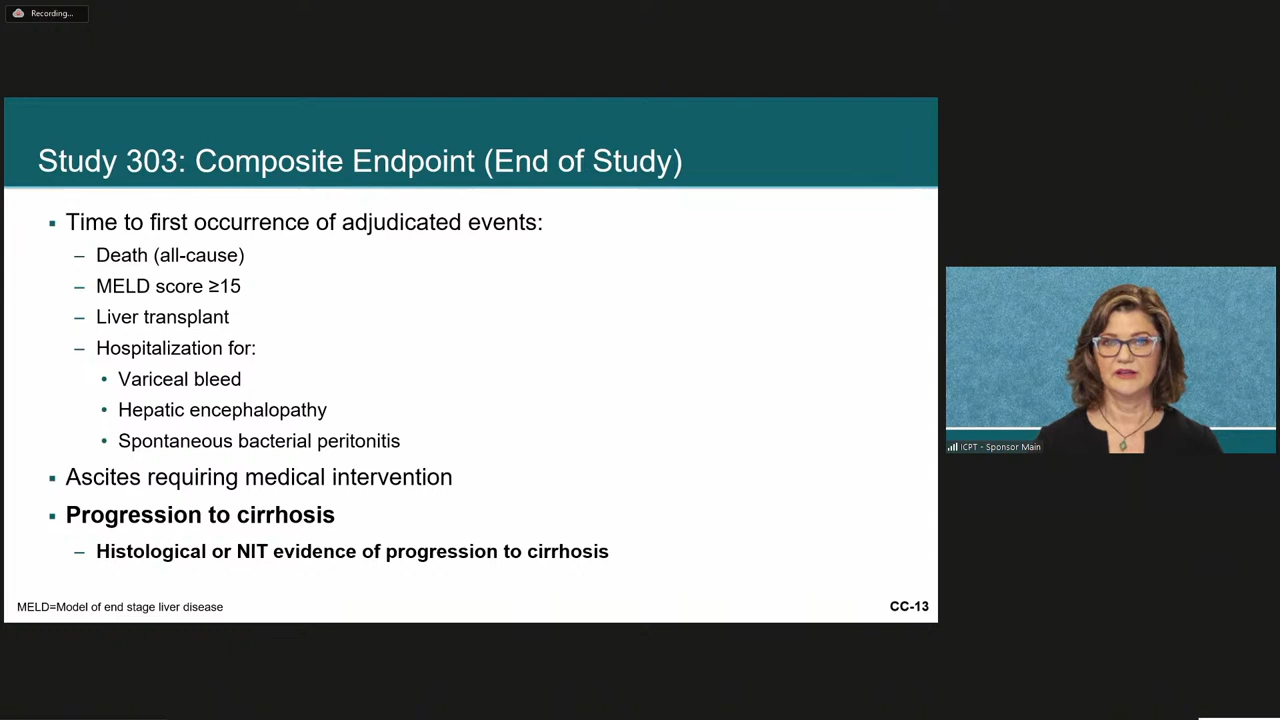 Recording...
Study 303: Composite Endpoint (End of Study)
▪ Time to first occurrence of adjudicated events:
– Death (all-cause)
– MELD score ≥15
– Liver transplant
– Hospitalization for:
• Variceal bleed
• Hepatic encephalopathy
• Spontaneous bacterial peritonitis
▪ Ascites requiring medical intervention
▪ Progression to cirrhosis
– Histological or NIT evidence of progression to cirrhosis
MELD=Model of end stage liver disease
CC-13
ICPT - Sponsor Main